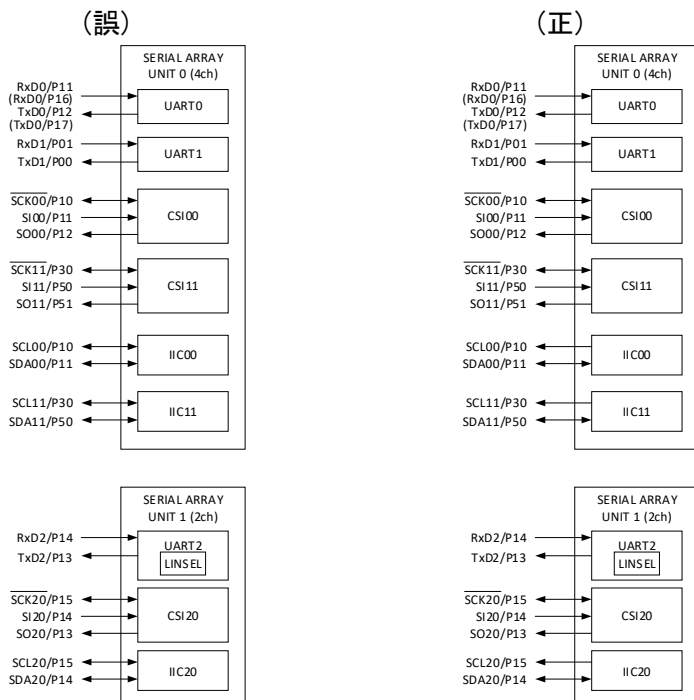 (誤)
SERIAL ARRAY
UNIT 0 (4ch)
RxD0/P11
(RxD0/P16)
TxD0/P12
(TxD0/P17)
UART0
RxD1/P01
TxD1/P00
UART1
SCK00/P10
SI00/P11
SO00/P12
CSI00
SCK11/P30
SI11/P50
SO11/P51
CSI11
SCL00/P10
SDA00/P11
IIC00
SCL11/P30
SDA11/P50
IIC11
SERIAL ARRAY
UNIT 1 (2ch)
RxD2/P14
TxD2/P13
UART2
LINSEL
SCK20/P15
SI20/P14
SO20/P13
CSI20
SCL20/P15
SDA20/P14
IIC20
(正)
SERIAL ARRAY
UNIT 0 (4ch)
RxD0/P11
(RxD0/P16)
TxD0/P12
(TxD0/P17)
UART0
RxD1/P01
TxD1/P00
UART1
SCK00/P10
SI00/P11
SO00/P12
CSI00
SCK11/P30
SI11/P50
SO11/P51
CSI11
SCL00/P10
SDA00/P11
IIC00
SCL11/P30
SDA11/P50
IIC11
SERIAL ARRAY
UNIT 1 (2ch)
RxD2/P14
TxD2/P13
UART2
LINSEL
SCK20/P15
SI20/P14
SO20/P13
CSI20
SCL20/P15
SDA20/P14
IIC20